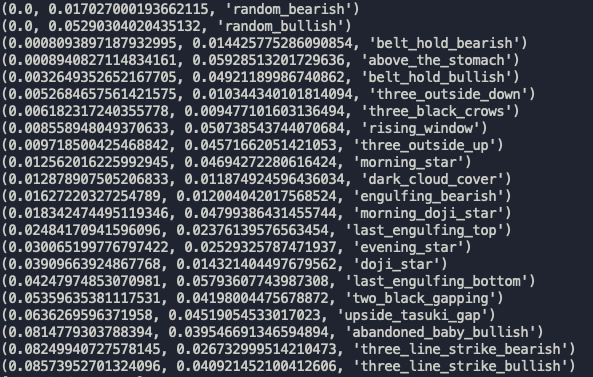 (0.0, 0.017027000193662115, 'random_bearish')
(0.0, 0.05290304020435132, 'random_bullish')
(0.0008093897187932995, 0.014425775286090854, 'belt_hold_bearish')
(0.0008940827114834161, 0.05928513201729636, 'above_the_stomach')
(0.0032649352652167705, 0.04921189986740862, 'belt_hold_bullish')
(0.0052684657561421575, 0.010344340101814094, 'three_outside_down')
(0.006182317240355778, 0.009477101603136494, 'three_black_crows')
(0.008558948049370633, 0.050738543744070684, 'rising_window')
(0.009718500425468842, 0.04571662051421053, 'three_outside_up')
(0.012562016225992945, 0.04694272280616424, 'morning_star')
(0.012878907505206833, 0.011874924596436034, 'dark_cloud_cover')
(0.01627220327254789, 0.012004042017568524, 'engulfing_bearish')
(0.018342474495119346, 0.04799386431455744, 'morning_doji_star')
(0.02484170941596096, 0.02376139576563454, 'last_engulfing_top')
(0.030065199776797422, 0.02529325787471937, 'evening_star')
(0.03909663924867768, 0.014321404497679562, 'doji_star')
(0.04247974853070981, 0.05793607743987308, 'last_engulfing_bottom')
(0.05359635381117531, 0.04198004475678872, 'two_black_gapping')
(0.0636269596371958, 0.04519054533017023, 'upside_tasuki_gap')
(0.0814779303788394, 0.039546691346594894, 'abandoned_baby_bullish')
(0.08249940727578145, 0.026732999514210473, 'three_line_strike_bearish')
(0.08573952701324096, 0.040921452100412606, 'three_line_strike_bullish')